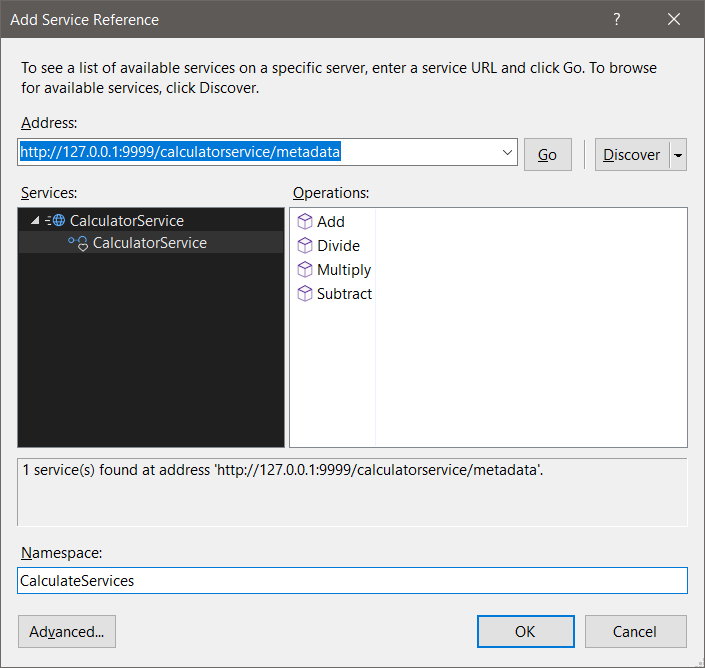 Add Service Reference
?
To see a list of available services on a specific server, enter a service URL and click Go. To browse
for available services, click Discover.
Address:
http://127.0.0.1:9999/calculatorservice/metadata
Go
Discover
Services:
Operations:
CalculatorService
CalculatorService
Add
Divide
Multiply
Subtract
1 service(s) found at address 'http://127.0.0.1:9999/calculatorservice/metadata'.
Namespace:
CalculateServices
Advanced...
OK
Cancel